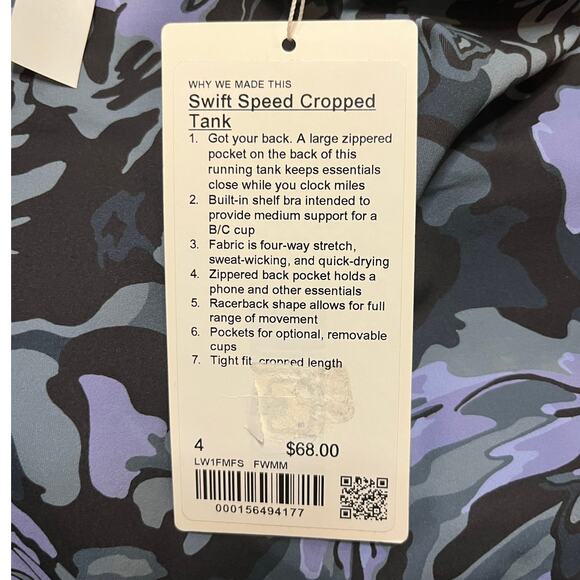 WHY WE MADE THIS
Swift Speed Cropped
Tank
1. Got your back. A large zippered
pocket on the back of this
running tank keeps essentials
close while you clock miles
2. Built-in shelf bra intended to
provide medium support for a
B/C cup
3. Fabric is four-way stretch,
sweat-wicking, and quick-drying
4. Zippered back pocket holds a
phone and other essentials
5. Racerback shape allows for full
range of movement
6. Pockets for optional, removable
cups
7. Tight fit, cropped length
4 $68.00
LW1FMFS FWMM
000156494177